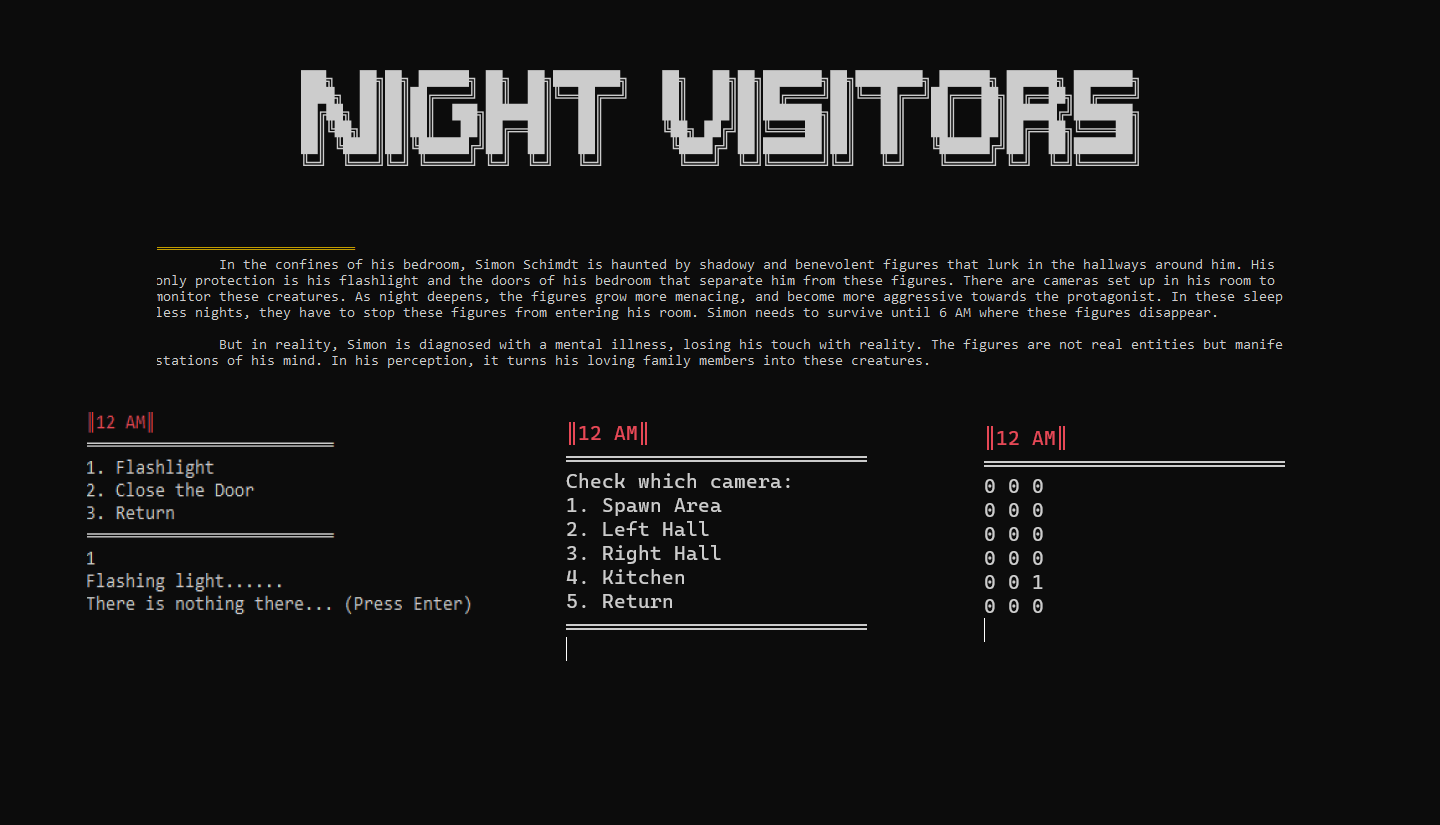 NIGHT VISITORS
In the confines of his bedroom, Simon Schimdt is haunted by shadowy and benevolent figures that lurk in the hallways around him. His
only protection is his flashlight and the doors of his bedroom that separate him from these figures. There are cameras set up in his room to
monitor these creatures. As night deepens, the figures grow more menacing, and become more aggressive towards the protagonist. In these sleep
less nights, they have to stop these figures from entering his room. Simon needs to survive until 6 AM where these figures disappear.
But in reality, Simon is diagnosed with a mental illness, losing his touch with reality. The figures are not real entities but manife
stations of his mind. In his perception, it turns his loving family members into these creatures.
║12 AM║
1. Flashlight
2. Close the Door
3. Return
1
Flashing light......
There is nothing there... (Press Enter)
║12 AM║
Check which camera:
1. Spawn Area
2. Left Hall
3. Right Hall
4. Kitchen
5. Return
║12 AM║
0 0 0
0 0 0
0 0 0
0 0 0
0 0 1
0 0 0